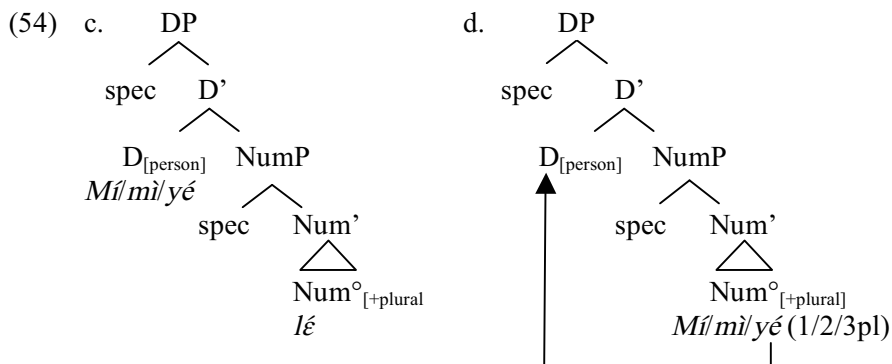 (54) c. DP d. DP
spec D’ spec D’
D[person] NumP D[person] NumP
Mí/mì/yé
spec Num’ spec Num’
Num°[+plural Num°[+plural]
lɛ́ Mí/mì/yé (1/2/3pl)